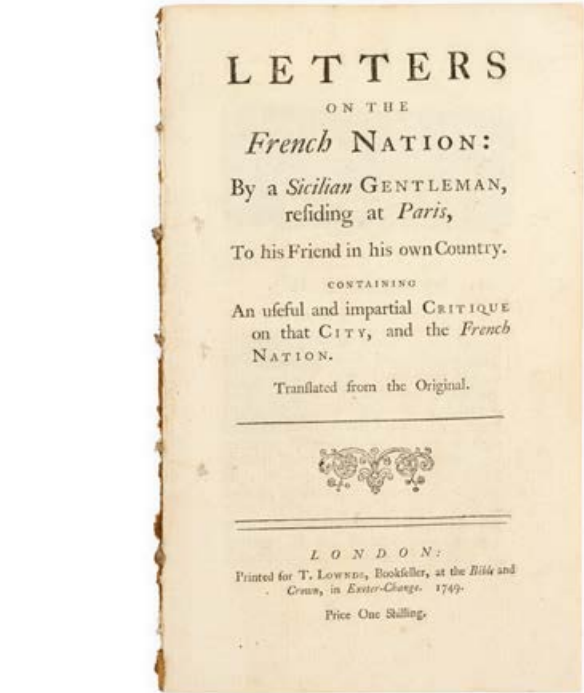 LETTERS
ON THE
French NATION:
By a Sicilian GENTLEMAN,
reſiding at Paris,
To his Friend in his own Country.
CONTAINING
An uſeful and impartial CRITIQUE
on that CITY, and the French
NATION.
Tranſlated from the Original.
LONDON:
Printed for T. LOWNDS, Bookſeller, at the Bible and
Crown, in Exeter-Change. 1749.
Price One Shilling.